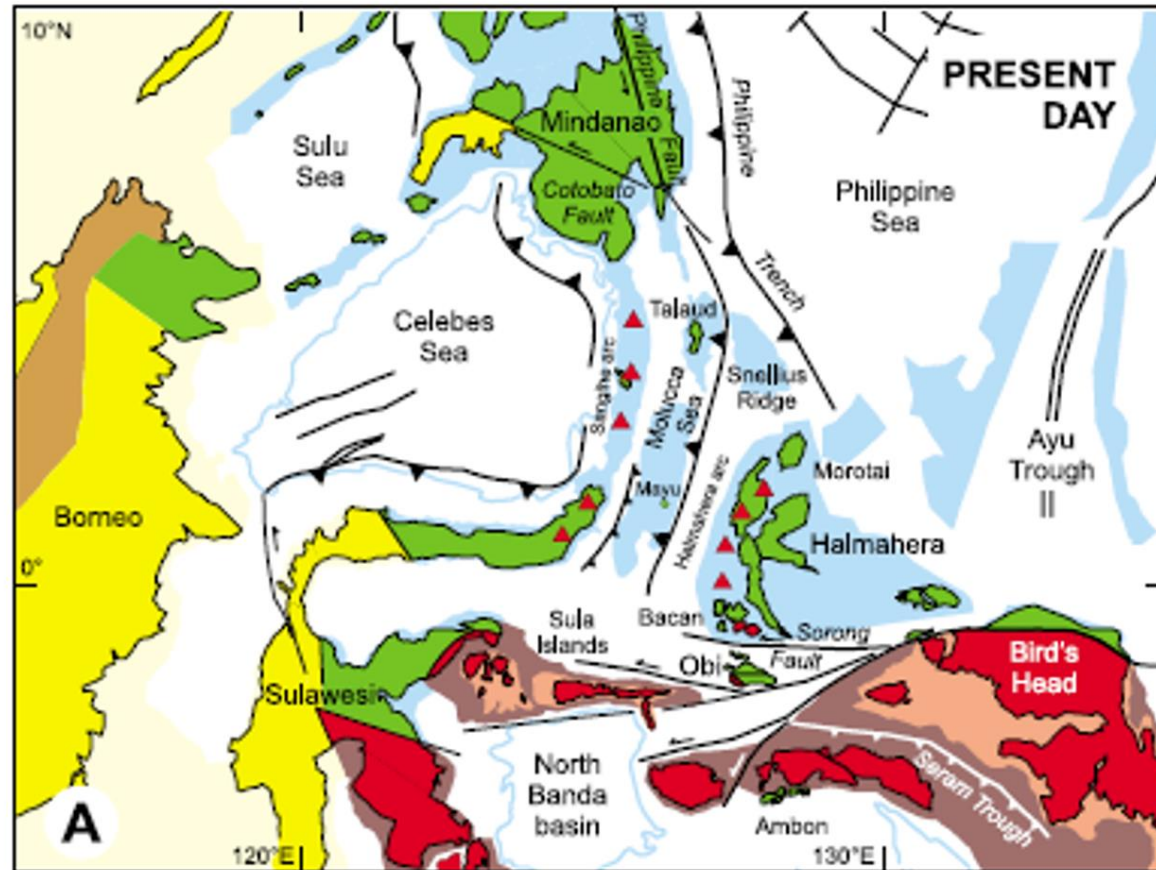 10°N
PRESENT
DAY
Philippine
Fault
Mindanao
Philippine
Trench
Sulu
Sea
Cotobato
Fault
Philippine
Sea
Talaud
Celebes
Sea
Sangihe arc
Molucca
Sea
Snellius
Ridge
Ayu
Trough
Morotai
Mayu
Halmahera arc
Borneo
Halmahera
0°
Sula
Islands
Bacan
Sorong
Fault
Obi
Bird's
Head
Sulawesi
North
Banda
basin
Seram Trough
A
Ambon
120°E
130°E